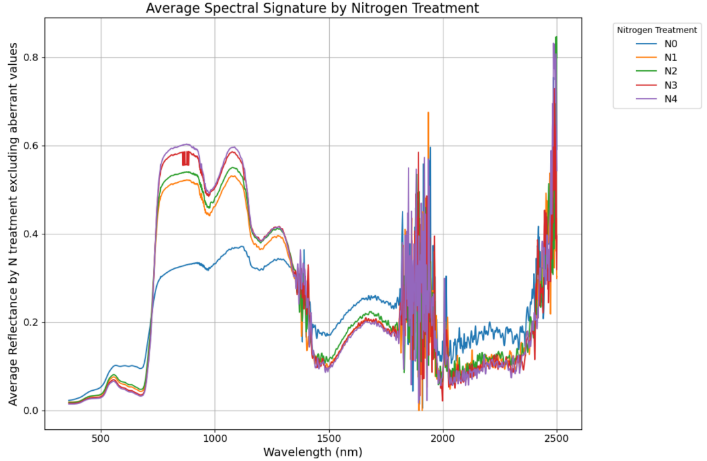 Average Spectral Signature by Nitrogen Treatment
Average Reflectance by N treatment excluding aberrant values
0.8
0.6
0.4
0.2
0.0
500
1000
1500
2000
2500
Wavelength (nm)
Nitrogen Treatment
N0
N1
N2
N3
N4